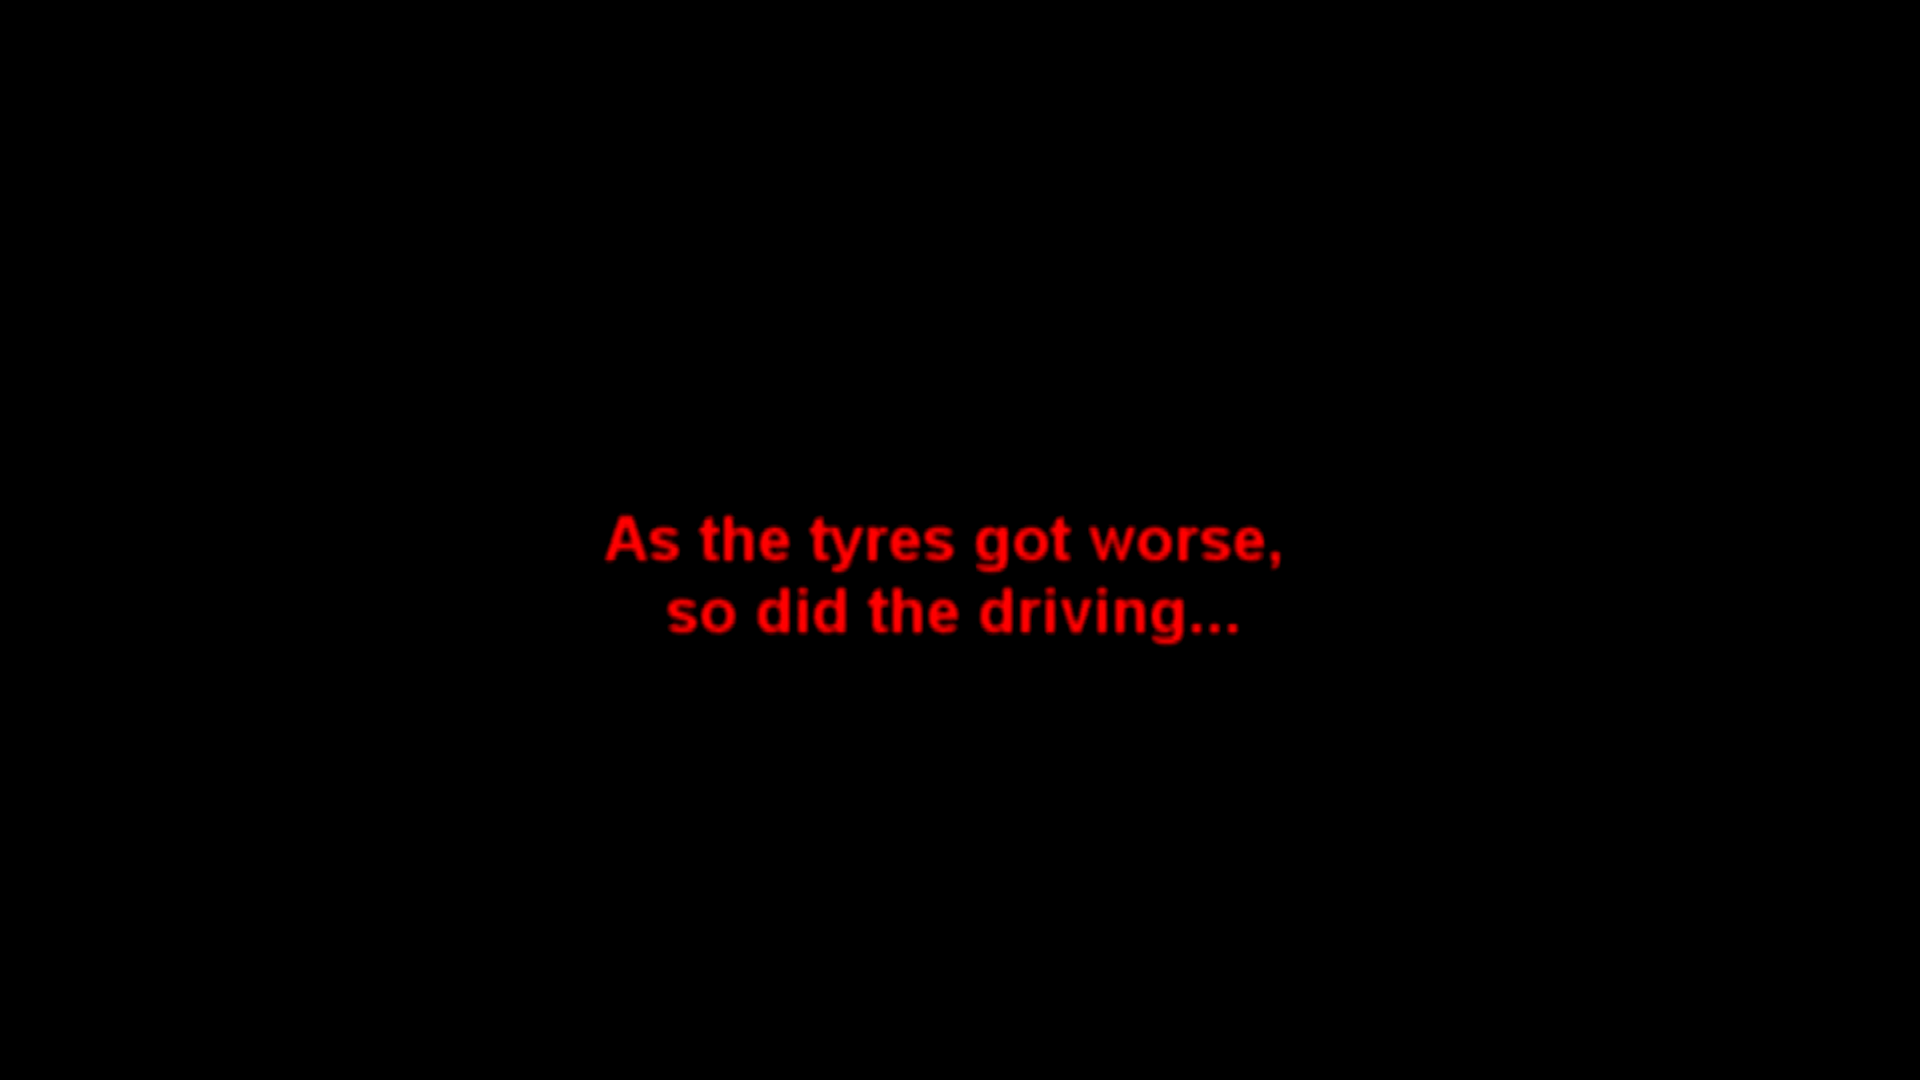 As the tyres got worse,
so did the driving...